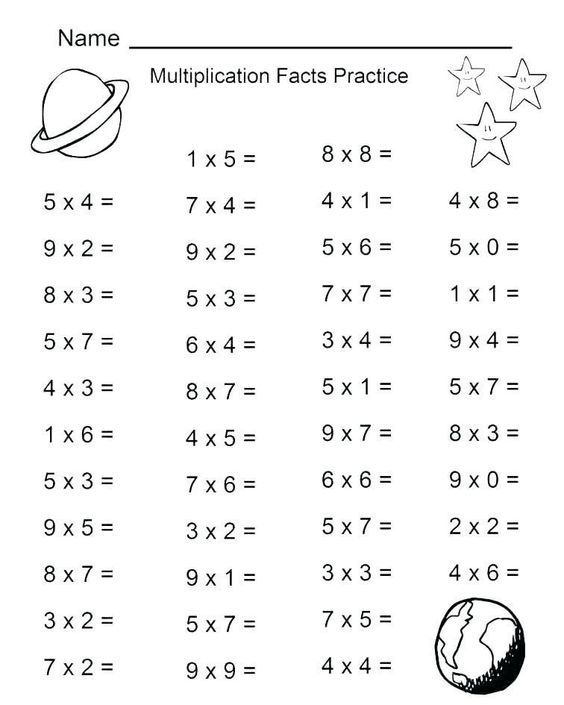 Name
Multiplication Facts Practice
1 x 5 = 8 x 8 =
5 x 4 = 7 x 4 = 4 x 1 = 4 x 8 =
9 x 2 = 9 x 2 = 5 x 6 = 5 x 0 =
8 x 3 = 5 x 3 = 7 x 7 = 1 x 1 =
5 x 7 = 6 x 4 = 3 x 4 = 9 x 4 =
4 x 3 = 8 x 7 = 5 x 1 = 5 x 7 =
1 x 6 = 4 x 5 = 9 x 7 = 8 x 3 =
5 x 3 = 7 x 6 = 6 x 6 = 9 x 0 =
9 x 5 = 3 x 2 = 5 x 7 = 2 x 2 =
8 x 7 = 9 x 1 = 3 x 3 = 4 x 6 =
3 x 2 = 5 x 7 = 7 x 5 =
7 x 2 = 9 x 9 = 4 x 4 =